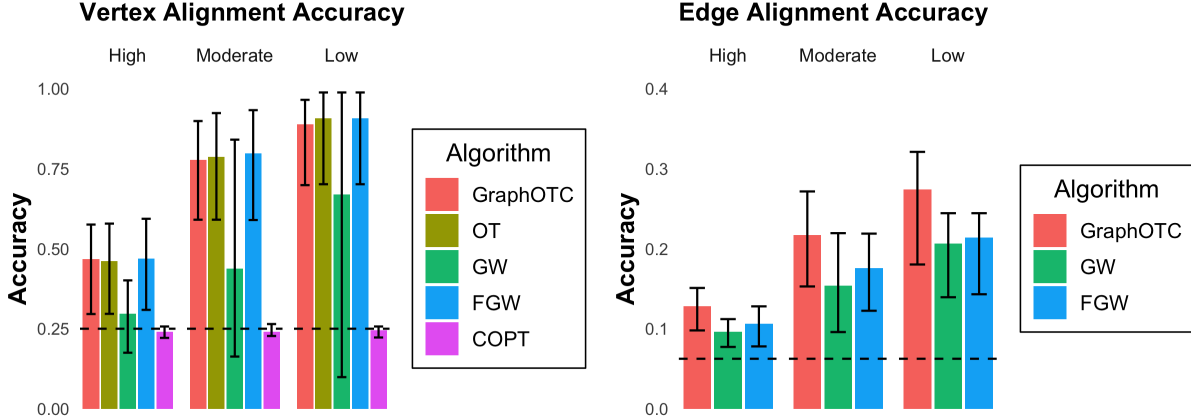 Vertex Alignment Accuracy
High Moderate Low
1.00
0.75
0.50
0.25
0.00
Accuracy
Algorithm
GraphOTC
OT
GW
FGW
COPT
Edge Alignment Accuracy
High Moderate Low
0.4
0.3
0.2
0.1
0.0
Accuracy
Algorithm
GraphOTC
GW
FGW